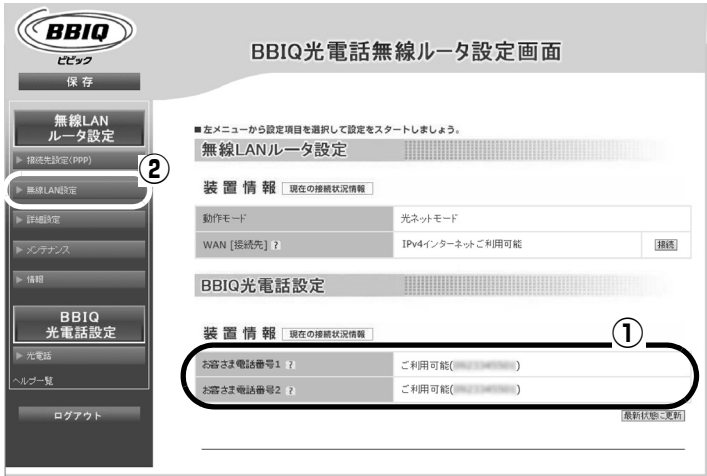 BBIQ
ビビック
BBIQ光電話無線ルータ設定画面
保存
無線LAN
ルータ設定
▶ 接続先設定(PPP)
②
▶ 無線LAN設定
▶ 詳細設定
▶ メンテナンス
▶ 情報
BBIQ
光電話設定
▶ 光電話
ヘルプ一覧
ログアウト
■左メニューから設定項目を選択して設定をスタートしましょう。
無線LANルータ設定
装置情報 現在の接続状況情報
動作モード 光ネットモード
WAN [接続先] ? IPv4インターネットご利用可能 接続
BBIQ光電話設定
装置情報 現在の接続状況情報
①
お客さま電話番号1 ? ご利用可能( )
お客さま電話番号2 ? ご利用可能( )
最新状態に更新